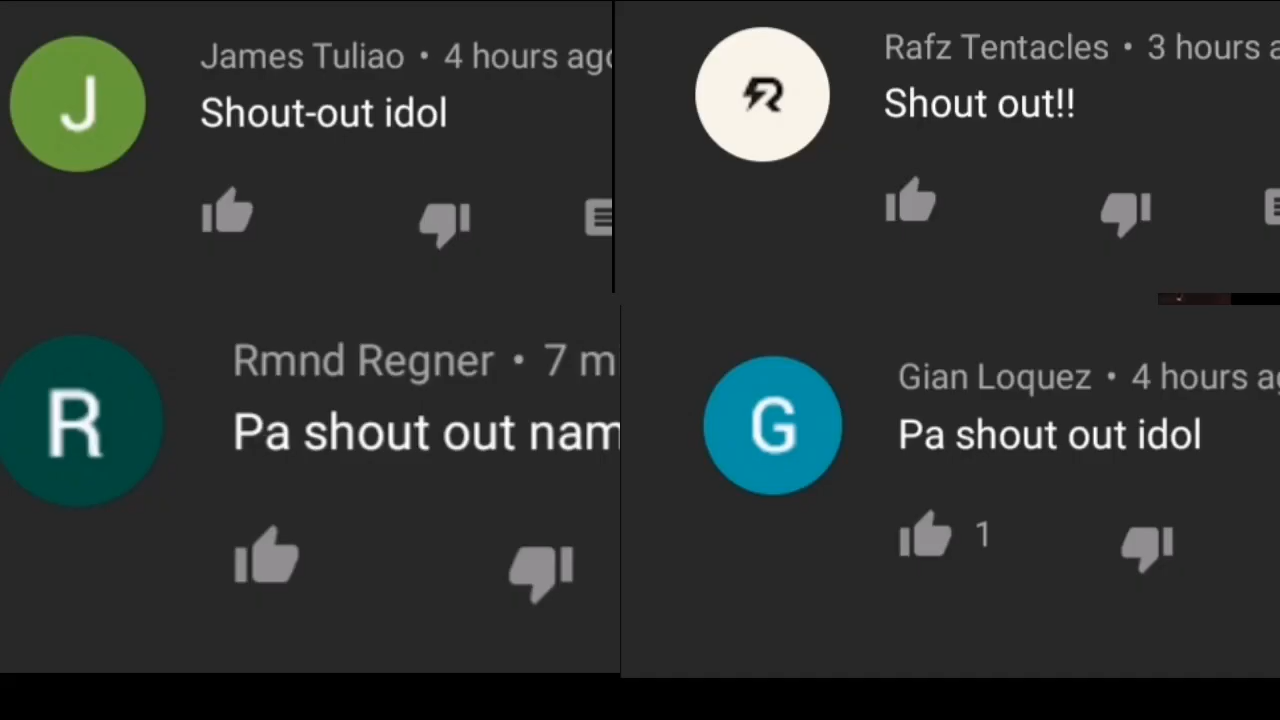 James Tuliao • 4 hours ago
Shout-out idol
J
Rafz Tentacles • 3 hours a
Shout out!!
R
Rmnd Regner • 7 m
Pa shout out nam
R
Gian Loquez • 4 hours ag
Pa shout out idol
G
1